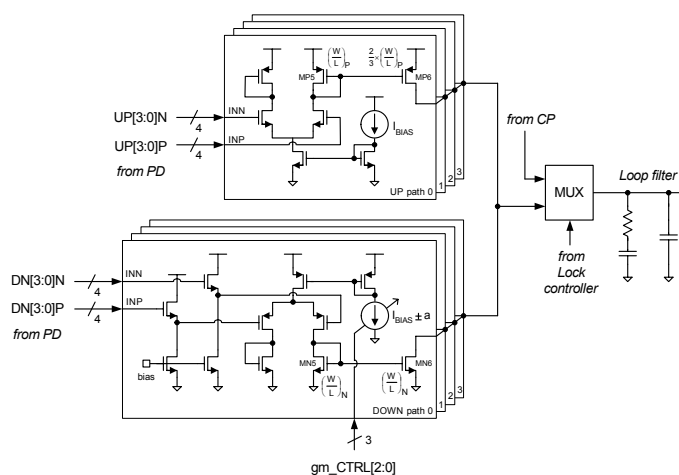 (W/L)P
2/3 × (W/L)P
MP5
MP6
UP[3:0]N
4
INN
UP[3:0]P
4
INP
IBIAS
from PD
UP path 0
1
2
3
from CP
MUX
Loop filter
from
Lock
controller
DN[3:0]N
4
INN
DN[3:0]P
4
INP
from PD
IBIAS ± a
bias
MN5
MN6
(W/L)N
(W/L)N
DOWN path 0
1
2
3
3
gm_CTRL[2:0]